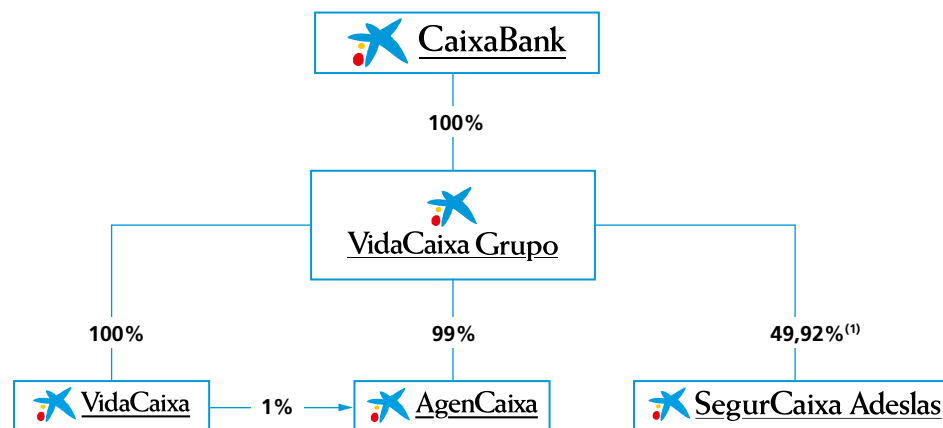 CaixaBank
100%
VidaCaixa Grupo
100%
99%
49,92%(1)
VidaCaixa
1%
AgenCaixa
SegurCaixa Adeslas